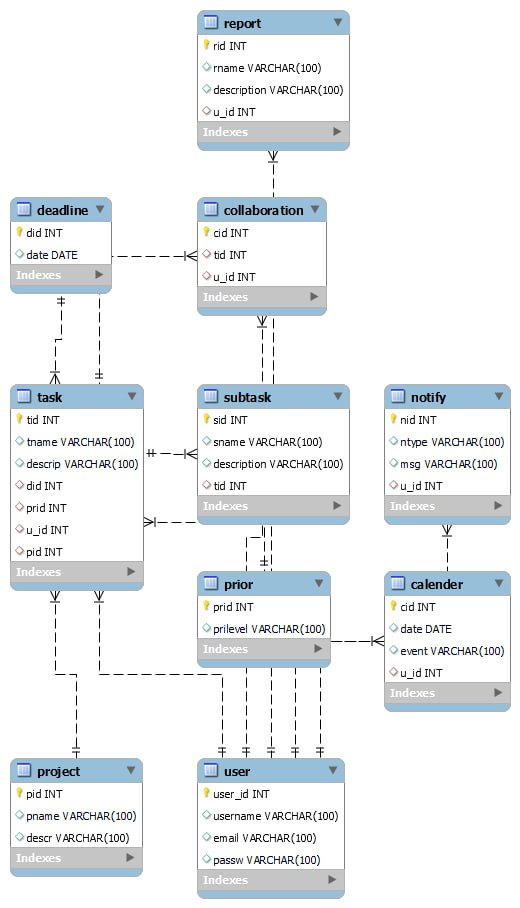 report
rid INT
rname VARCHAR(100)
description VARCHAR(100)
u_id INT
Indexes
deadline
did INT
date DATE
Indexes
collaboration
cid INT
tid INT
u_id INT
Indexes
task
tid INT
tname VARCHAR(100)
descrip VARCHAR(100)
did INT
prid INT
u_id INT
pid INT
Indexes
subtask
sid INT
sname VARCHAR(100)
description VARCHAR(100)
tid INT
Indexes
notify
nid INT
ntype VARCHAR(100)
msg VARCHAR(100)
u_id INT
Indexes
prior
prid INT
prilevel VARCHAR(100)
Indexes
calender
cid INT
date DATE
event VARCHAR(100)
u_id INT
Indexes
project
pid INT
pname VARCHAR(100)
descr VARCHAR(100)
Indexes
user
user_id INT
username VARCHAR(100)
email VARCHAR(100)
passw VARCHAR(100)
Indexes